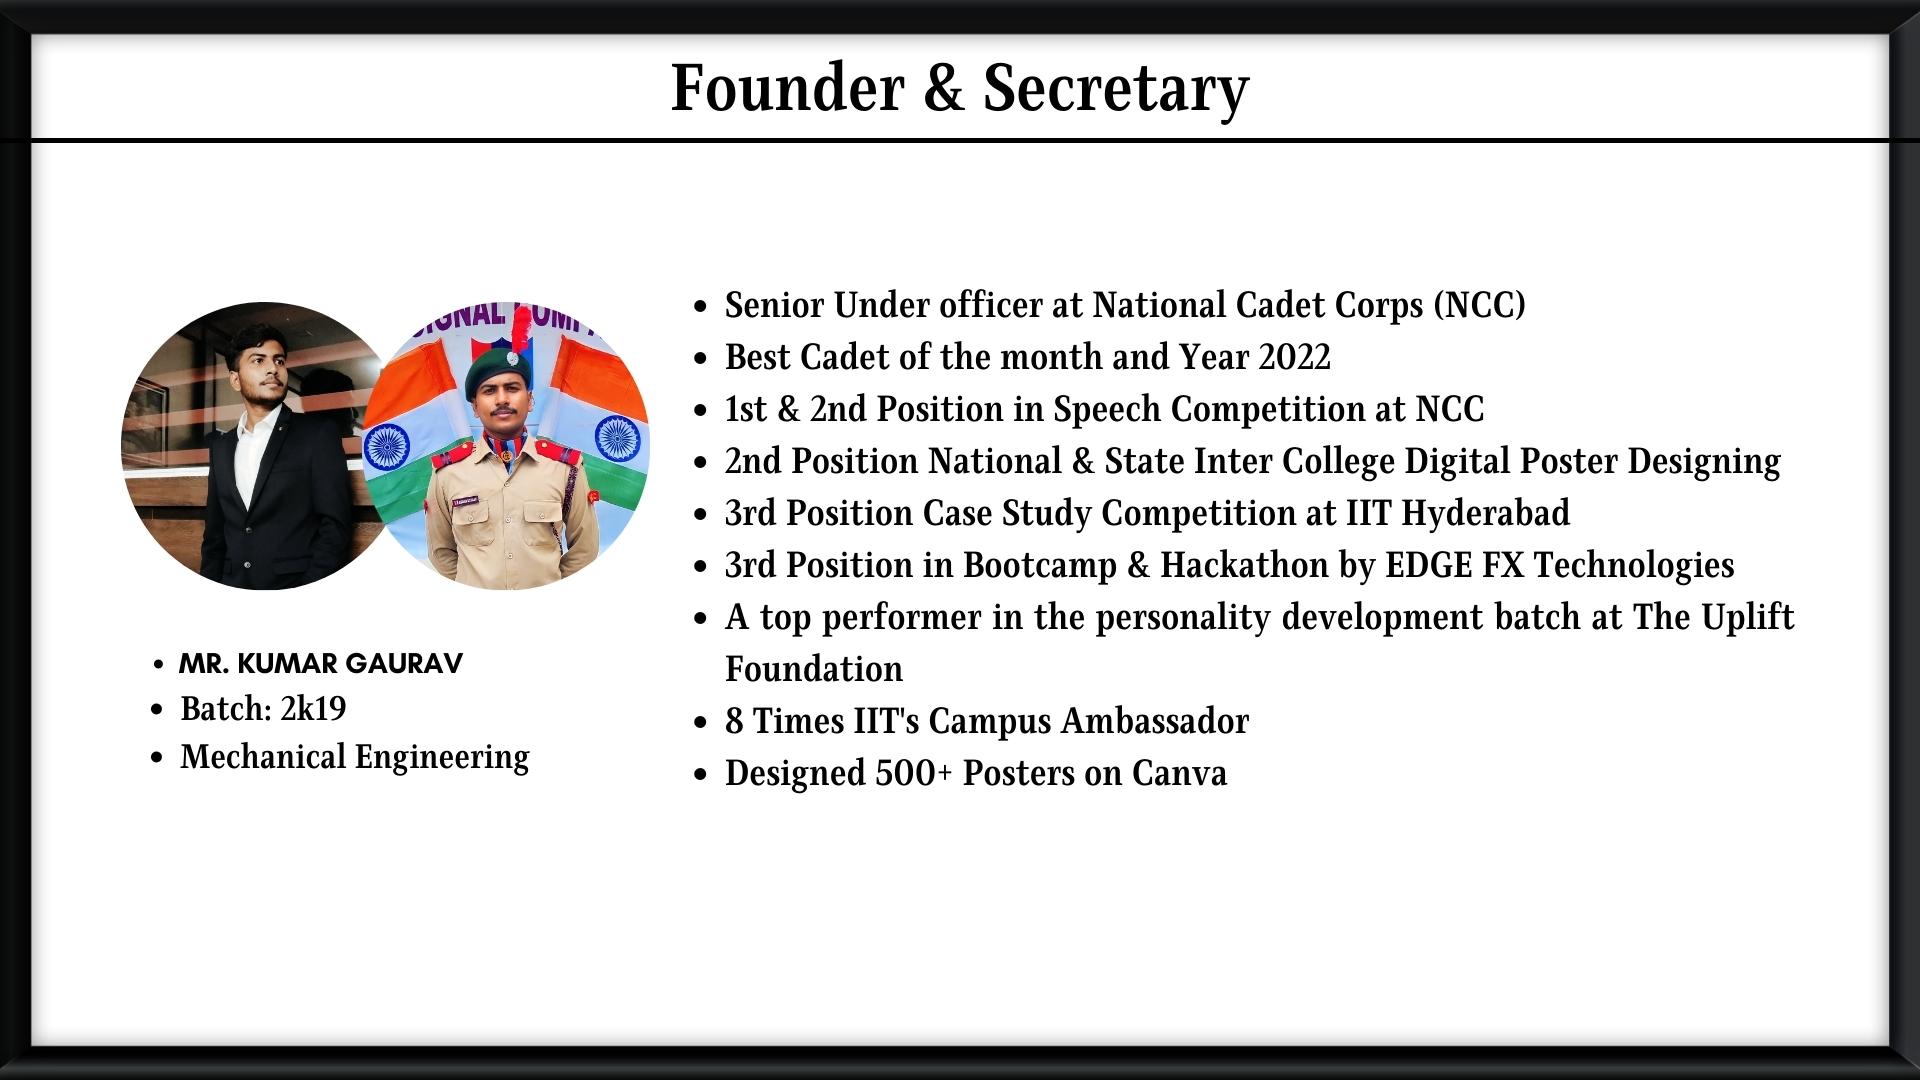 Founder & Secretary
SIGNAL
MR. KUMAR GAURAV
Batch: 2k19
Mechanical Engineering
Senior Under officer at National Cadet Corps (NCC)
Best Cadet of the month and Year 2022
1st & 2nd Position in Speech Competition at NCC
2nd Position National & State Inter College Digital Poster Designing
3rd Position Case Study Competition at IIT Hyderabad
3rd Position in Bootcamp & Hackathon by EDGE FX Technologies
A top performer in the personality development batch at The Uplift
Foundation
8 Times IIT's Campus Ambassador
Designed 500+ Posters on Canva